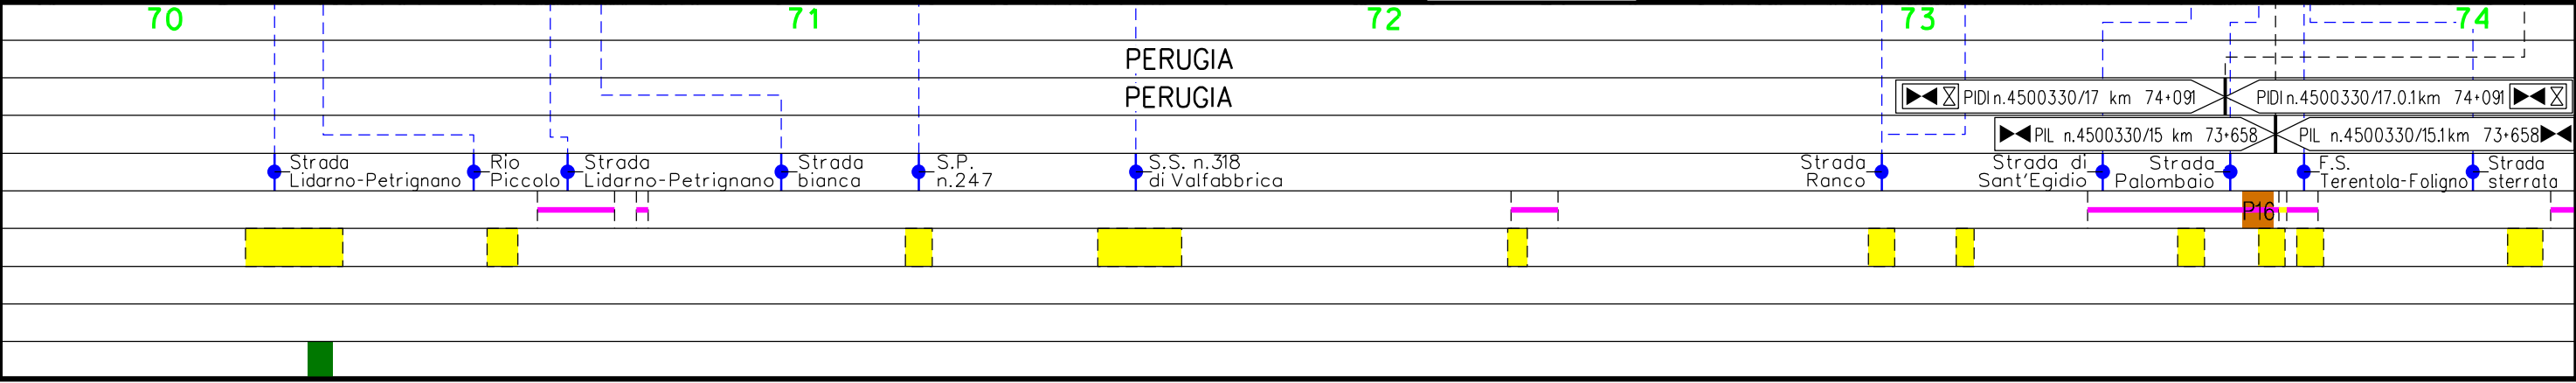 70 71 72 73 74
PERUGIA
PERUGIA
PIDI n.4500330/17 km 74+091
PIDI n.4500330/17.0.1km 74+091
PIL n.4500330/15 km 73+658
PIL n.4500330/15.1km 73+658
Strada
Lidarno-Petrignano
Rio
Piccolo
Strada
Lidarno-Petrignano
Strada
bianca
S.P.
n.247
S.S. n.318
di Valfabbrica
Strada
Ranco
Strada di
Sant'Egidio
Strada
Palombaio
F.S.
Terentola-Foligno
Strada
sterrata
P16